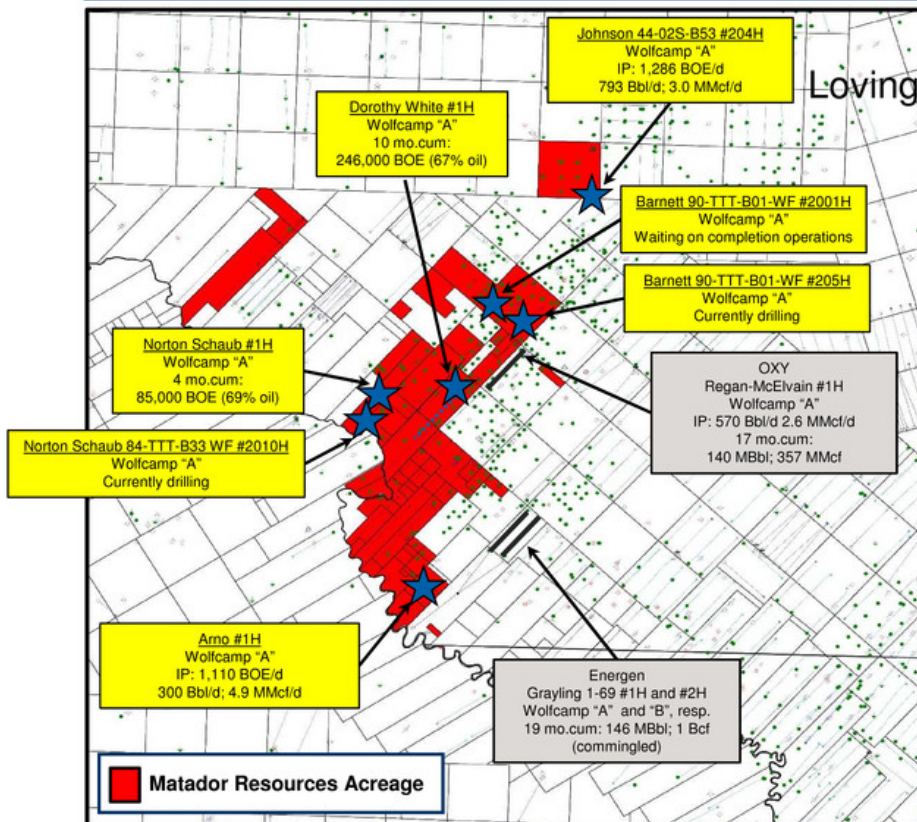 Johnson 44-02S-B53 #204H
Wolfcamp “A”
IP: 1,286 BOE/d
793 Bbl/d; 3.0 MMcf/d
Loving
Dorothy White #1H
Wolfcamp “A”
10 mo.cum:
246,000 BOE (67% oil)
Barnett 90-TTT-B01-WF #2001H
Wolfcamp “A”
Waiting on completion operations
Barnett 90-TTT-B01-WF #205H
Wolfcamp “A”
Currently drilling
Norton Schaub #1H
Wolfcamp “A”
4 mo.cum:
85,000 BOE (69% oil)
OXY
Regan-McElvain #1H
Wolfcamp “A”
IP: 570 Bbl/d 2.6 MMcf/d
17 mo.cum:
140 MBbl; 357 MMcf
Norton Schaub 84-TTT-B33 WF #2010H
Wolfcamp “A”
Currently drilling
Arno #1H
Wolfcamp “A”
IP: 1,110 BOE/d
300 Bbl/d; 4.9 MMcf/d
Energen
Grayling 1-69 #1H and #2H
Wolfcamp “A” and “B”, resp.
19 mo.cum: 146 MBbl; 1 Bcf
(commingled)
Matador Resources Acreage